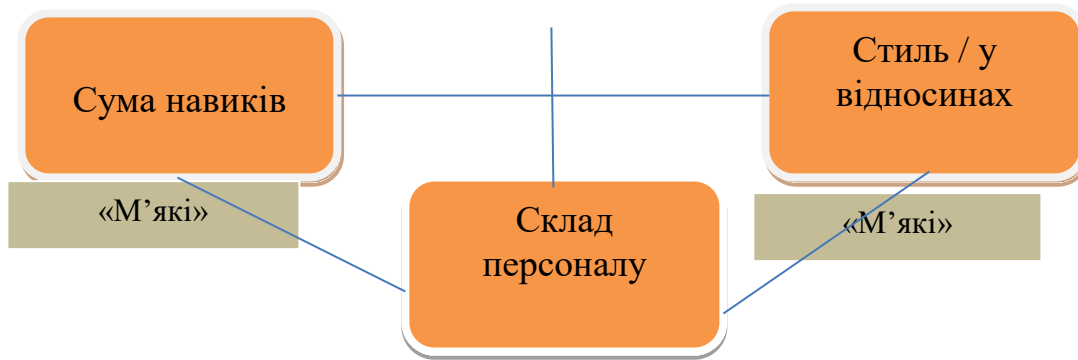 Сума навиків
Стиль / у
відносинах
«М’які»
«М’які»
Склад
персоналу